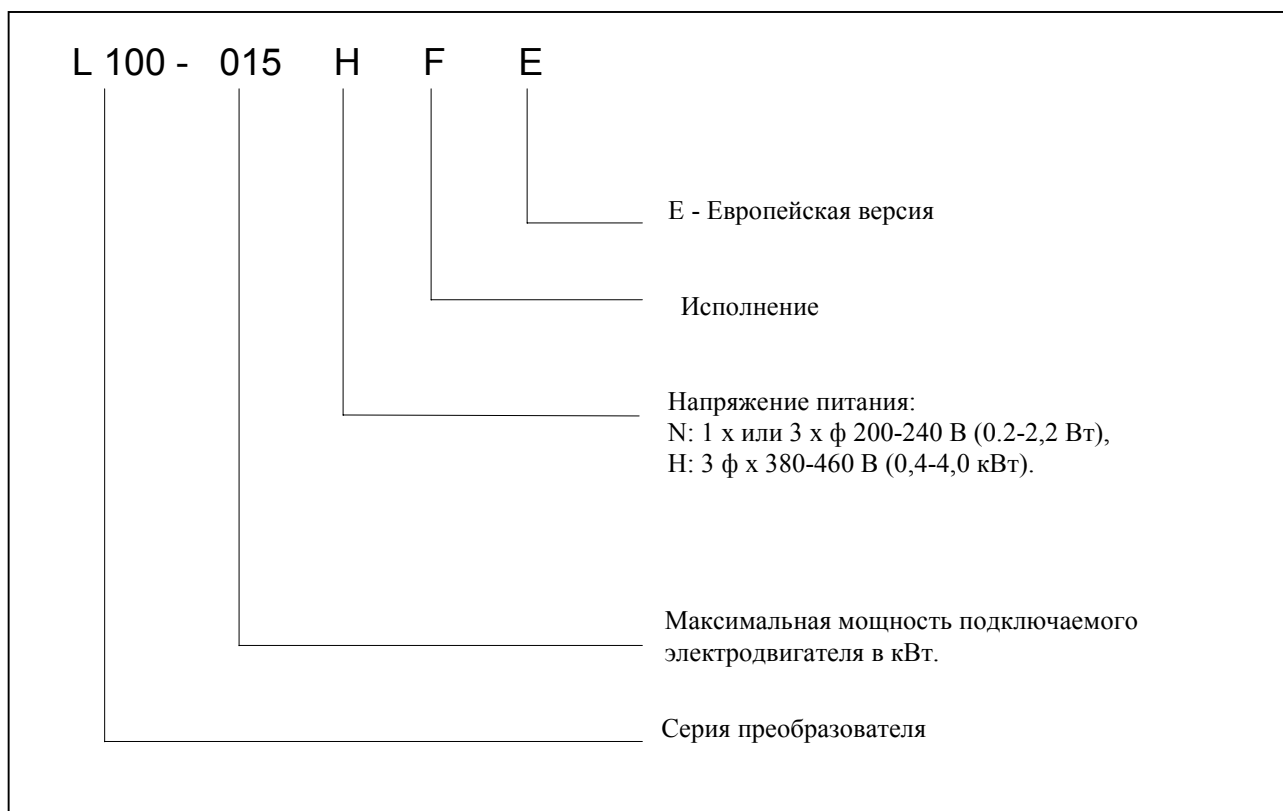 L 100 - 015 H F E
E - Европейская версия
Исполнение
Напряжение питания:
N: 1 х или 3 х ф 200-240 В (0.2-2,2 Вт),
H: 3 ф х 380-460 В (0,4-4,0 кВт).
Максимальная мощность подключаемого
электродвигателя в кВт.
Серия преобразователя